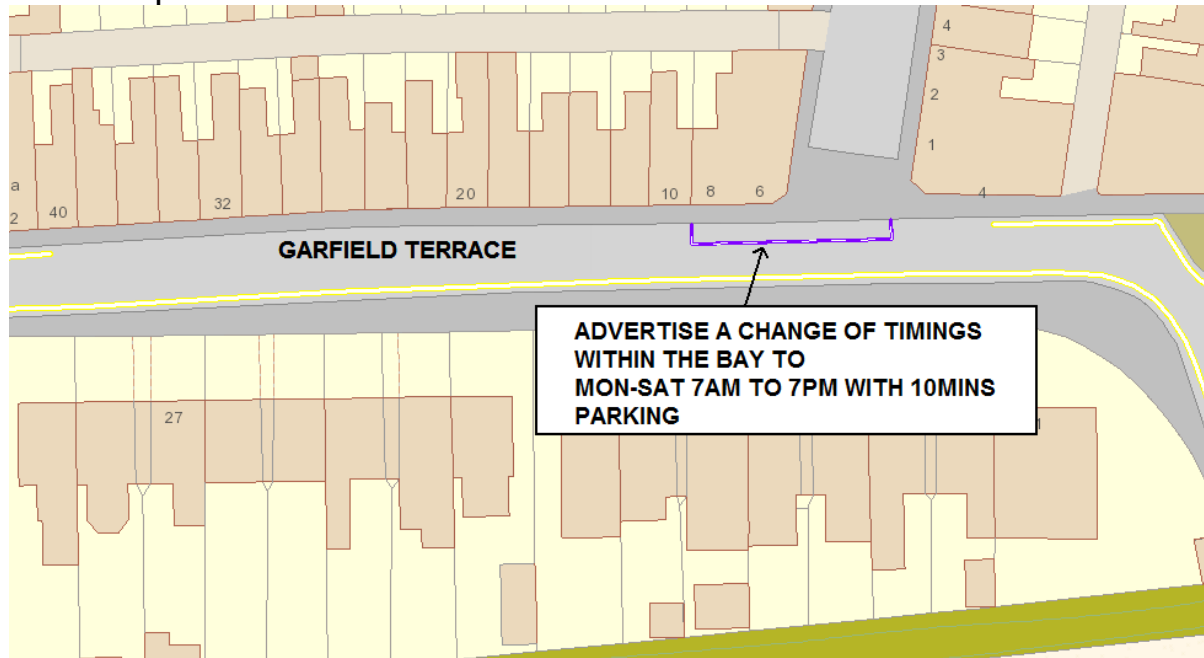 4
3
2
1
a
2
40
32
20
10
8
6
4
GARFIELD TERRACE
ADVERTISE A CHANGE OF TIMINGS
WITHIN THE BAY TO
MON-SAT 7AM TO 7PM WITH 10MINS
PARKING
27